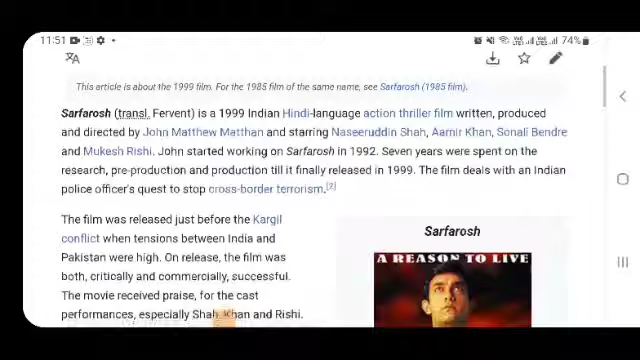 11:51
74%
This article is about the 1999 film. For the 1985 film of the same name, see Sarfarosh (1985 film).
Sarfarosh (transl. Fervent) is a 1999 Indian Hindi-language action thriller film written, produced
and directed by John Matthew Matthan and starring Naseeruddin Shah, Aamir Khan, Sonali Bendre
and Mukesh Rishi. John started working on Sarfarosh in 1992. Seven years were spent on the
research, pre-production and production till it finally released in 1999. The film deals with an Indian
police officer's quest to stop cross-border terrorism.[2]
The film was released just before the Kargil
conflict when tensions between India and
Pakistan were high. On release, the film was
both, critically and commercially, successful.
The movie received praise, for the cast
performances, especially Shah, Khan and Rishi.
Sarfarosh
A REASON TO LIVE